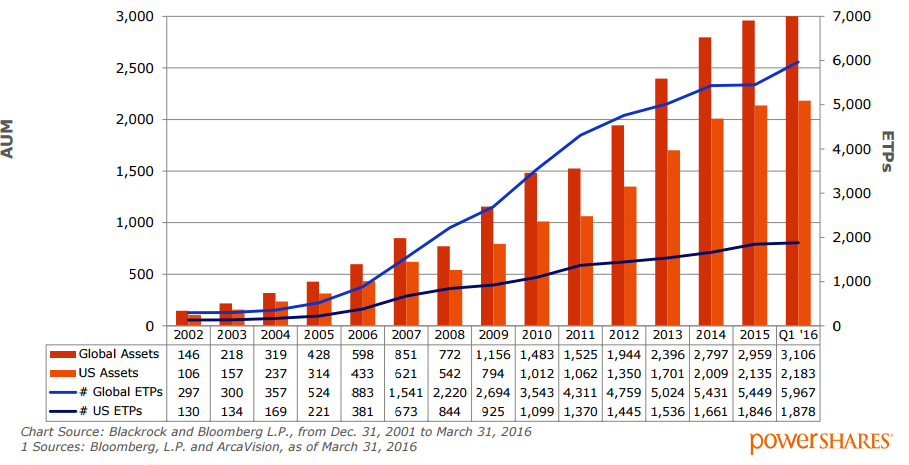 3,000 7,000
2,500 6,000
2,000 5,000
1,500 4,000
1,000 3,000
500 2,000
0 1,000
0
AUM
ETPs
2002 2003 2004 2005 2006 2007 2008 2009 2010 2011 2012 2013 2014 2015 Q1 '16
Global Assets 146 218 319 428 598 851 772 1,156 1,483 1,525 1,944 2,396 2,797 2,959 3,106
US Assets 106 157 237 314 433 621 542 794 1,012 1,062 1,350 1,701 2,009 2,135 2,183
# Global ETPs 297 300 357 524 883 1,541 2,220 2,694 3,543 4,311 4,759 5,024 5,431 5,449 5,967
# US ETPs 130 134 169 221 381 673 844 925 1,099 1,370 1,445 1,536 1,661 1,846 1,878
Chart Source: Blackrock and Bloomberg L.P., from Dec. 31, 2001 to March 31, 2016
1 Sources: Bloomberg, L.P. and ArcaVision, as of March 31, 2016
powerSHARES®